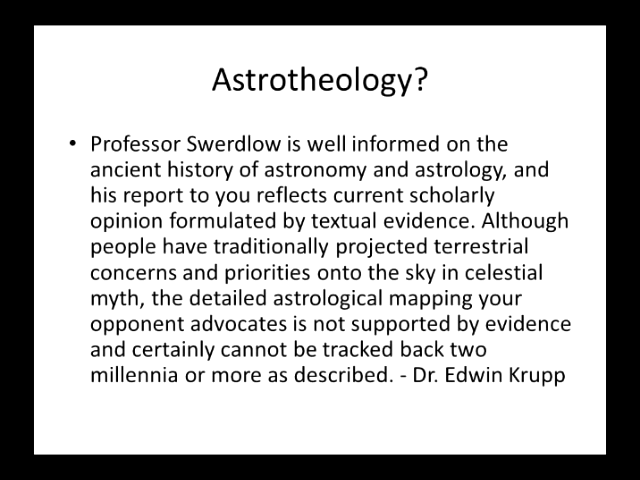 Astrotheology?
• Professor Swerdlow is well informed on the
ancient history of astronomy and astrology, and
his report to you reflects current scholarly
opinion formulated by textual evidence. Although
people have traditionally projected terrestrial
concerns and priorities onto the sky in celestial
myth, the detailed astrological mapping your
opponent advocates is not supported by evidence
and certainly cannot be tracked back two
millennia or more as described. - Dr. Edwin Krupp